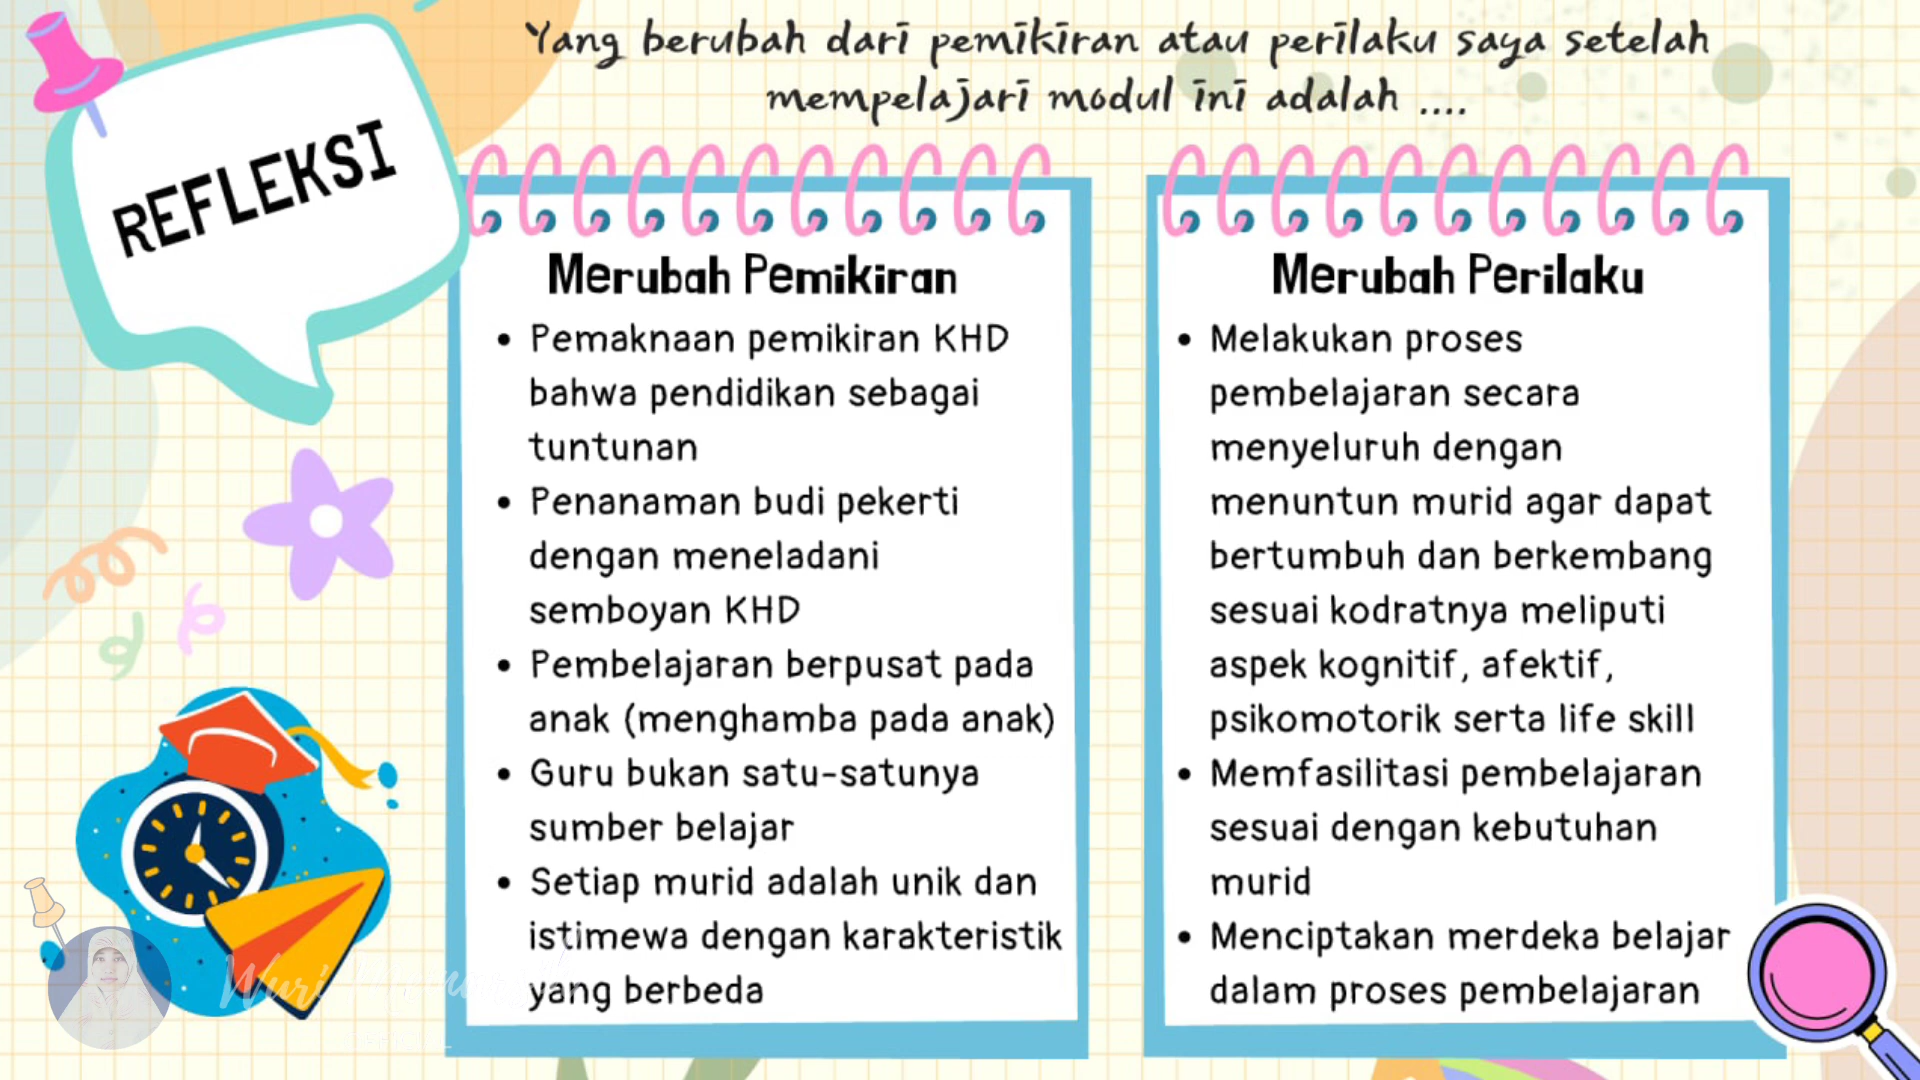 Yang berubah dari pemikiran atau perilaku saya setelah
mempelajari modul ini adalah ....
REFLEKSI
Merubah Pemikiran
• Pemaknaan pemikiran KHD
bahwa pendidikan sebagai
tuntunan
• Penanaman budi pekerti
dengan meneladani
semboyan KHD
• Pembelajaran berpusat pada
anak (menghamba pada anak)
• Guru bukan satu-satunya
sumber belajar
• Setiap murid adalah unik dan
istimewa dengan karakteristik
yang berbeda
Merubah Perilaku
• Melakukan proses
pembelajaran secara
menyeluruh dengan
menuntun murid agar dapat
bertumbuh dan berkembang
sesuai kodratnya meliputi
aspek kognitif, afektif,
psikomotorik serta life skill
• Memfasilitasi pembelajaran
sesuai dengan kebutuhan
murid
• Menciptakan merdeka belajar
dalam proses pembelajaran
Wuri